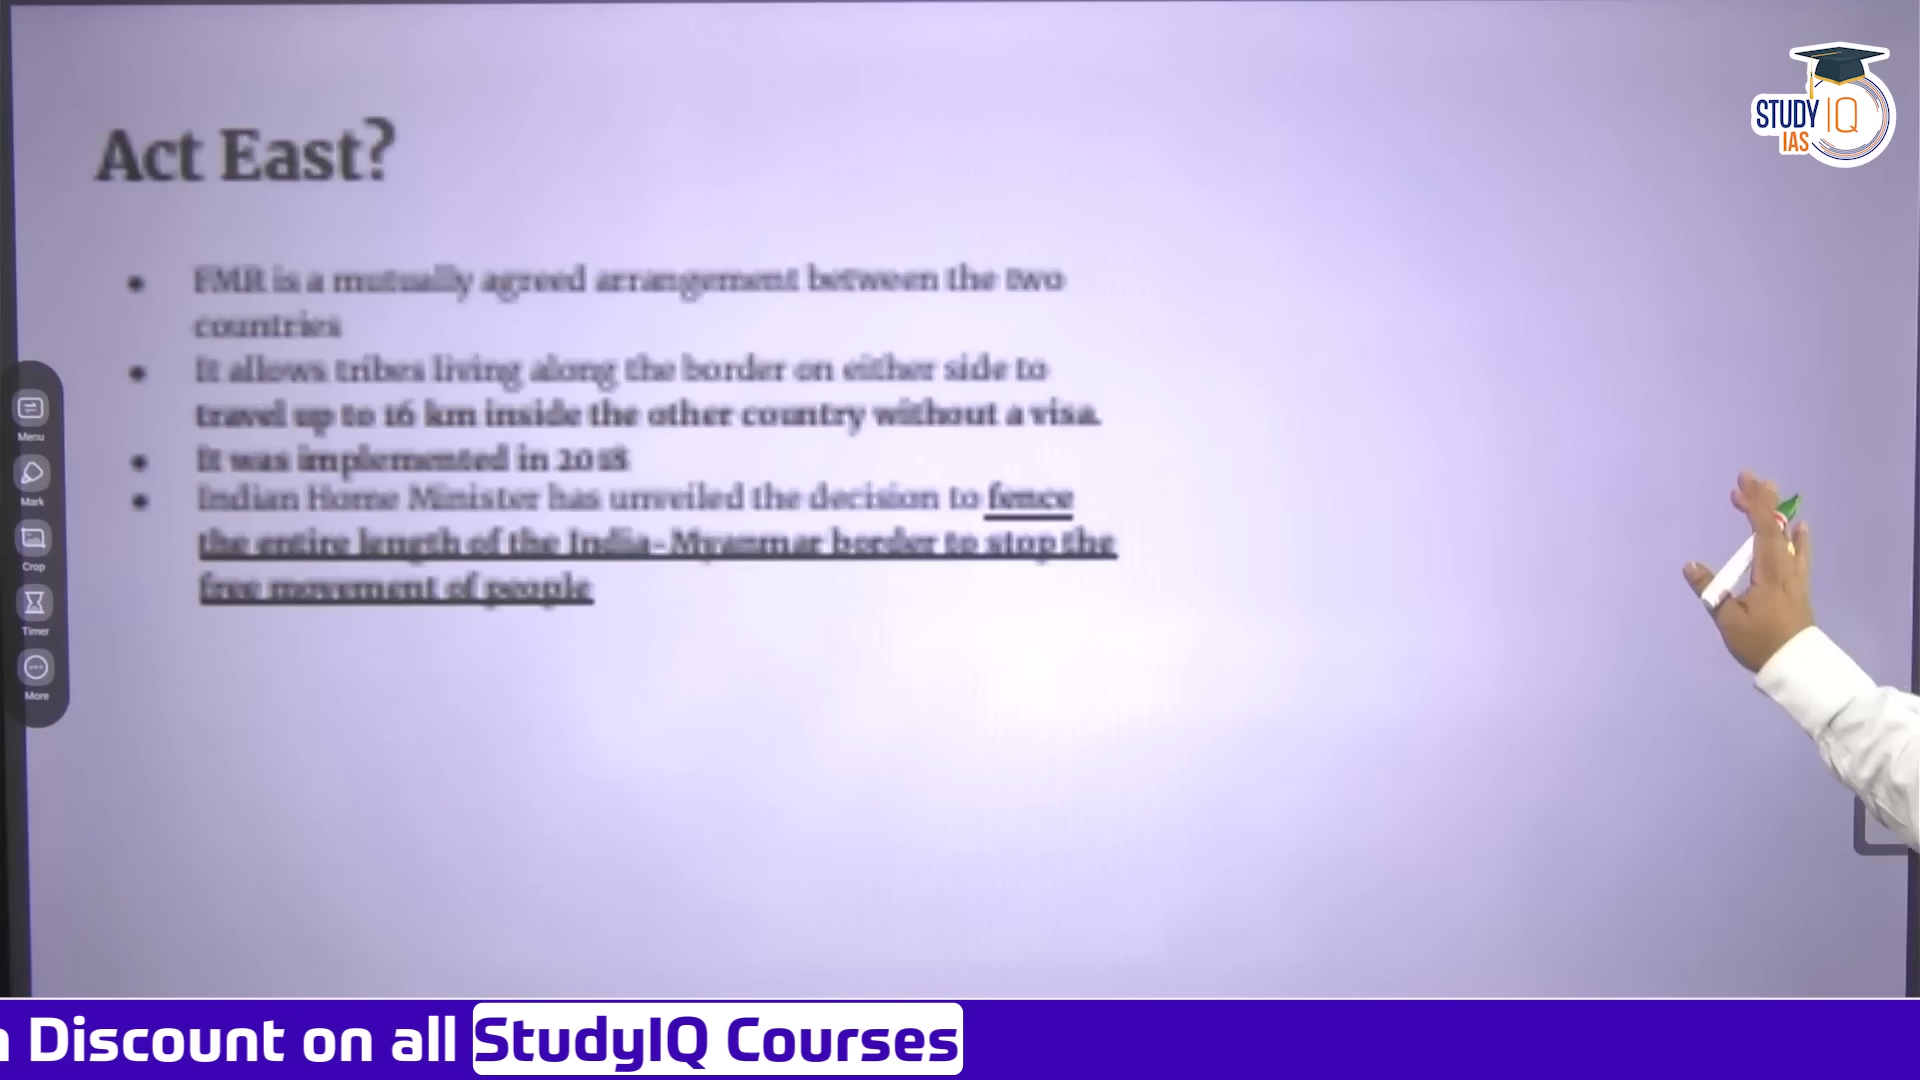 Act East?
FMR is a mutually agreed arrangement between the two
countries
It allows tribes living along the border on either side to
travel up to 16 km inside the other country without a visa.
It was implemented in 2018
Indian Home Minister has unveiled the decision to fence
the entire length of the India-Myanmar border to stop the
free movement of people
Menu
Mark
Crop
Timer
More
STUDY IQ
IAS
Discount on all StudyIQ Courses